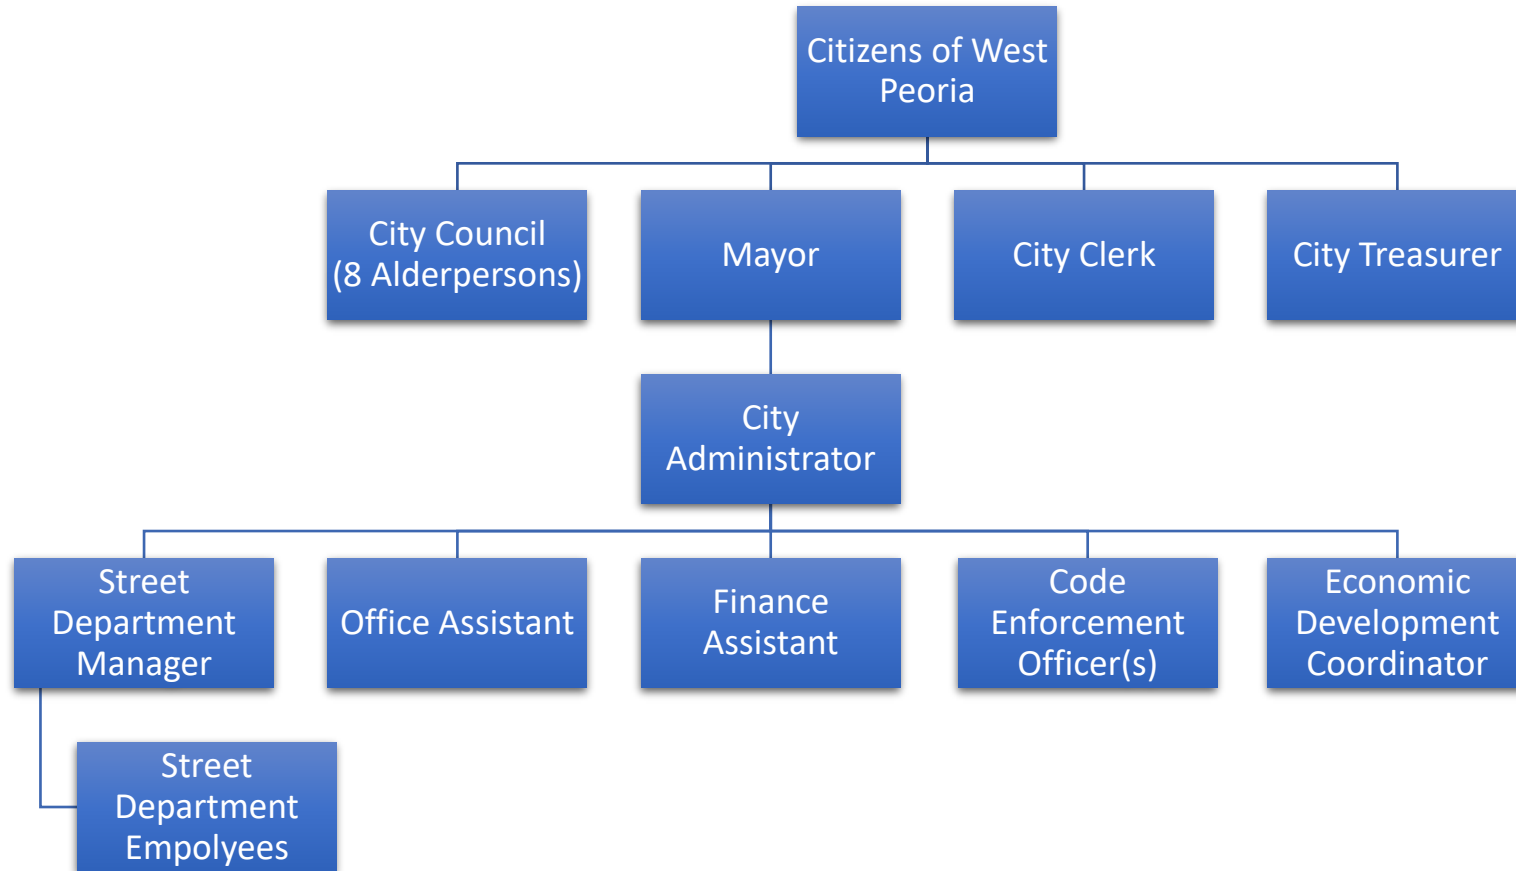 Citizens of West
Peoria
City Council
(8 Alderpersons)
Mayor
City Clerk
City Treasurer
City
Administrator
Street
Department
Manager
Office Assistant
Finance
Assistant
Code
Enforcement
Officer(s)
Economic
Development
Coordinator
Street
Department
Empolyees